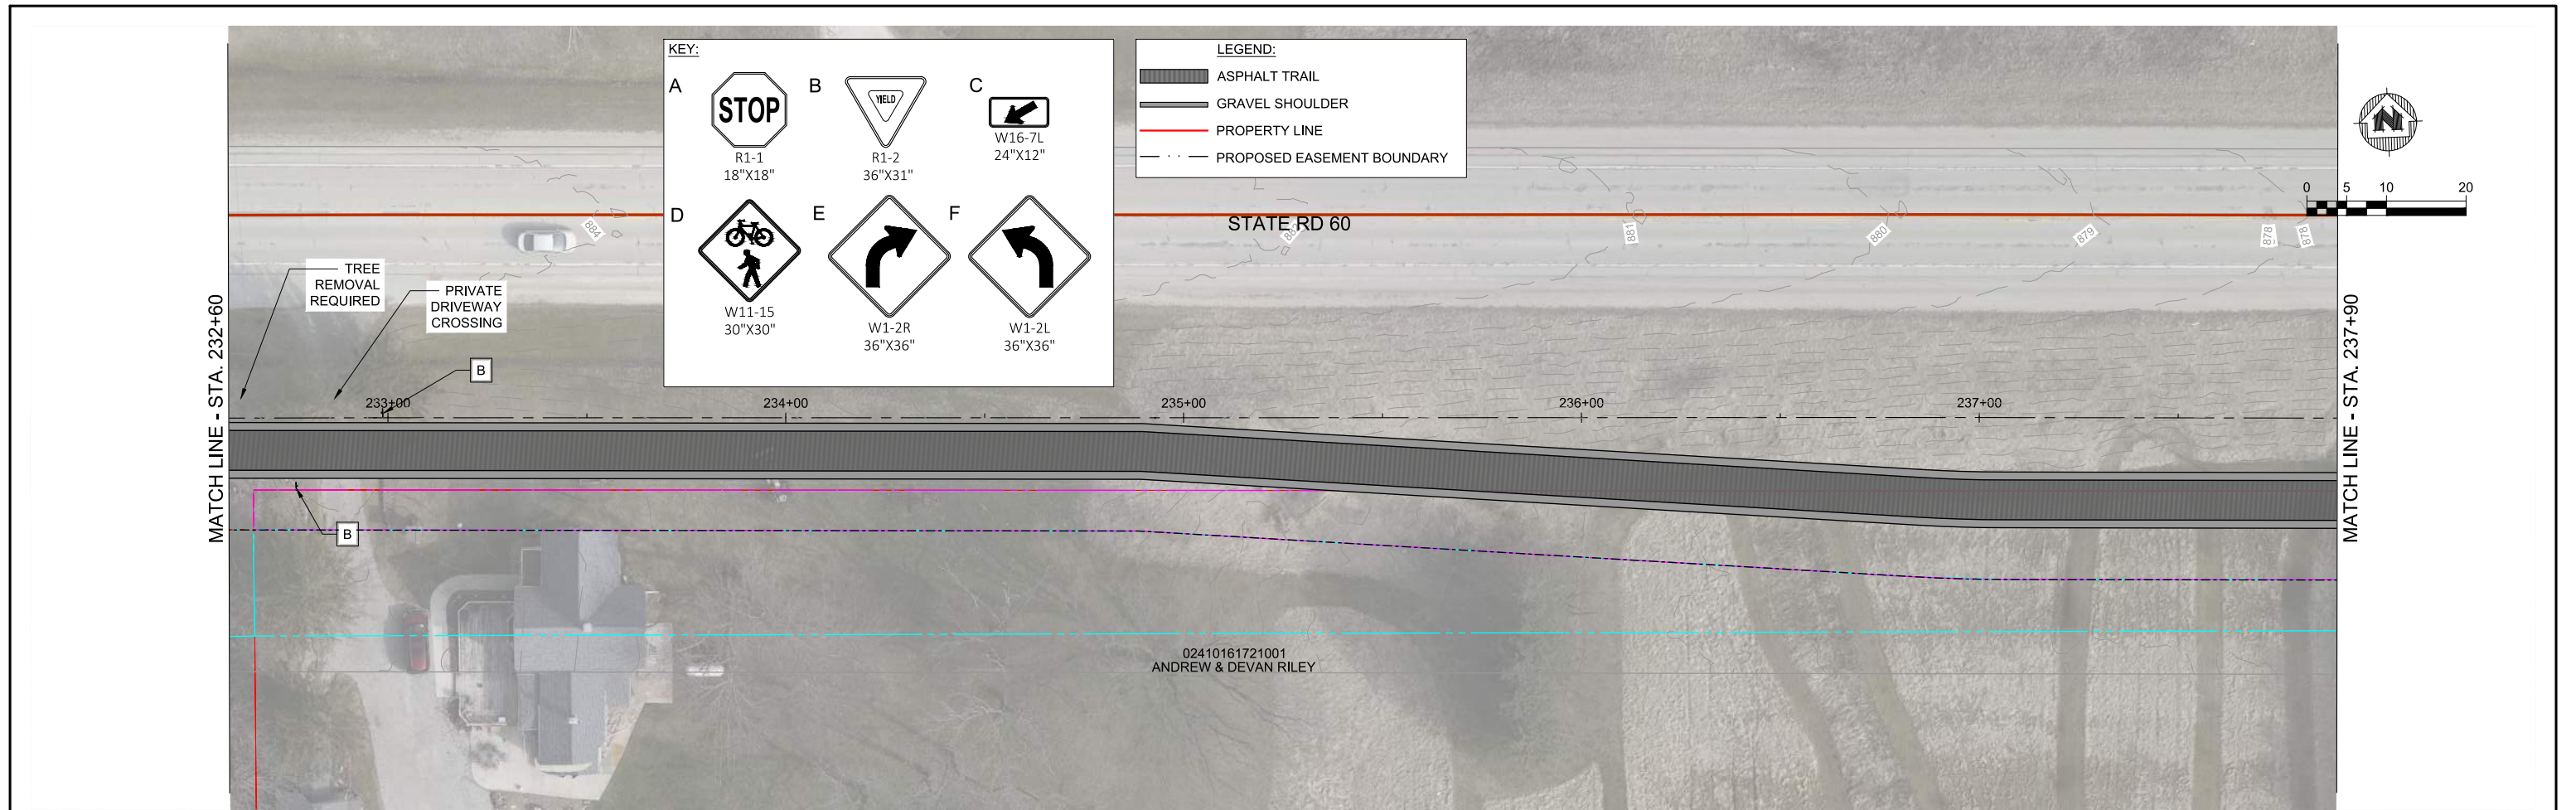 KEY:
A
STOP
R1-1
18"X18"
B
YIELD
R1-2
36"X31"
C
W16-7L
24"X12"
D
W11-15
30"X30"
E
W1-2R
36"X36"
F
W1-2L
36"X36"
LEGEND:
ASPHALT TRAIL
GRAVEL SHOULDER
PROPERTY LINE
PROPOSED EASEMENT BOUNDARY
N
0 5 10 20
STATE RD 60
884
881
880
879
878
878
TREE
REMOVAL
REQUIRED
PRIVATE
DRIVEWAY
CROSSING
B
MATCH LINE - STA. 232+60
MATCH LINE - STA. 237+90
233+00 234+00 235+00 236+00 237+00
B
02410161721001
ANDREW & DEVAN RILEY